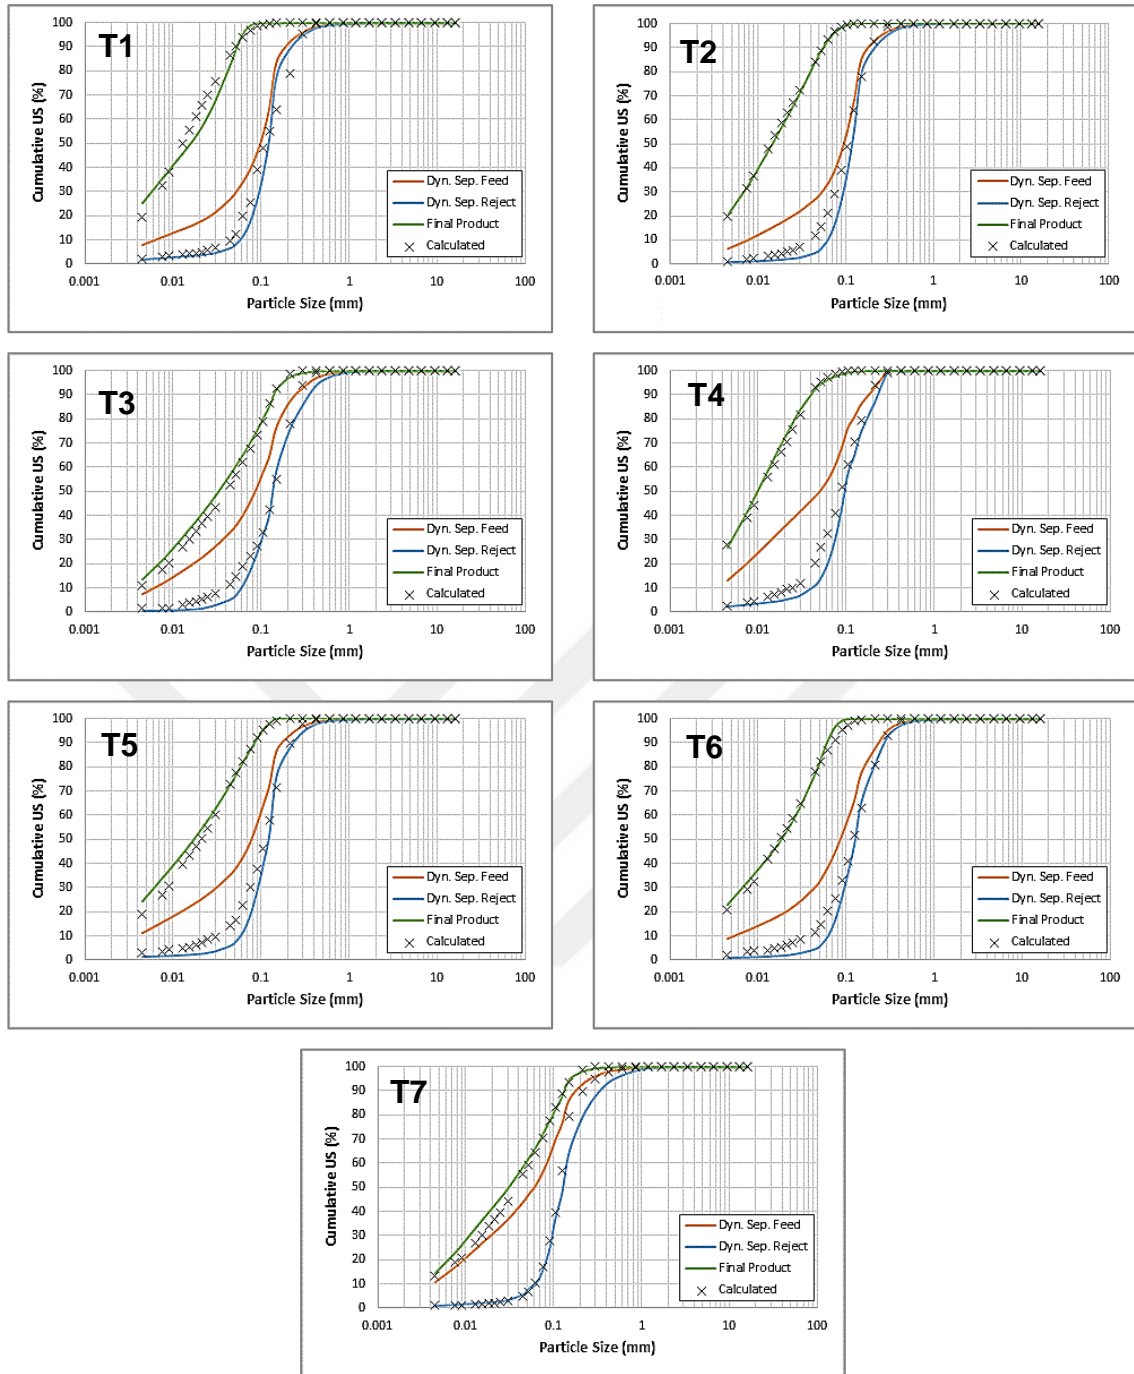 T1
Cumulative US (%)
100
90
80
70
60
50
40
30
20
10
0
0.001 0.01 0.1 1 10 100
Particle Size (mm)
Dyn. Sep. Feed
Dyn. Sep. Reject
Final Product
Calculated
T2
Cumulative US (%)
100
90
80
70
60
50
40
30
20
10
0
0.001 0.01 0.1 1 10 100
Particle Size (mm)
Dyn. Sep. Feed
Dyn. Sep. Reject
Final Product
Calculated
T3
Cumulative US (%)
100
90
80
70
60
50
40
30
20
10
0
0.001 0.01 0.1 1 10 100
Particle Size (mm)
Dyn. Sep. Feed
Dyn. Sep. Reject
Final Product
Calculated
T4
Cumulative US (%)
100
90
80
70
60
50
40
30
20
10
0
0.001 0.01 0.1 1 10 100
Particle Size (mm)
Dyn. Sep. Feed
Dyn. Sep. Reject
Final Product
Calculated
T5
Cumulative US (%)
100
90
80
70
60
50
40
30
20
10
0
0.001 0.01 0.1 1 10 100
Particle Size (mm)
Dyn. Sep. Feed
Dyn. Sep. Reject
Final Product
Calculated
T6
Cumulative US (%)
100
90
80
70
60
50
40
30
20
10
0
0.001 0.01 0.1 1 10 100
Particle Size (mm)
Dyn. Sep. Feed
Dyn. Sep. Reject
Final Product
Calculated
T7
Cumulative US (%)
100
90
80
70
60
50
40
30
20
10
0
0.001 0.01 0.1 1 10 100
Particle Size (mm)
Dyn. Sep. Feed
Dyn. Sep. Reject
Final Product
Calculated